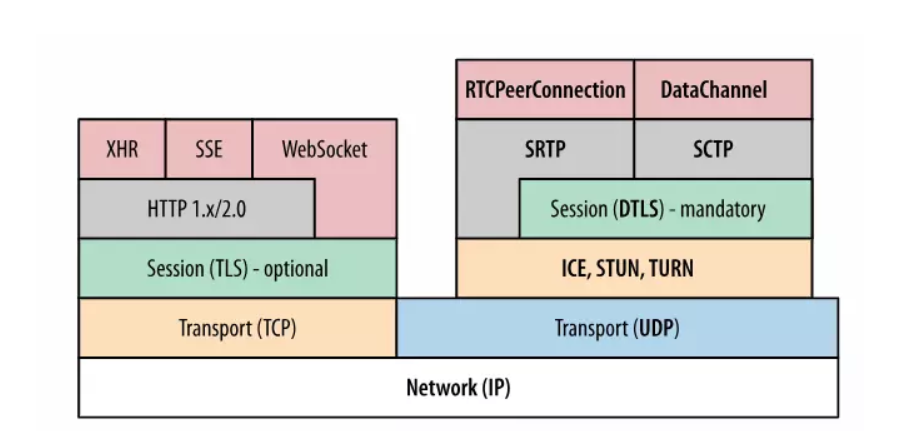 RTCPeerConnection DataChannel
XHR SSE WebSocket SRTP SCTP
HTTP 1.x/2.0 Session (DTLS) - mandatory
Session (TLS) - optional ICE, STUN, TURN
Transport (TCP) Transport (UDP)
Network (IP)